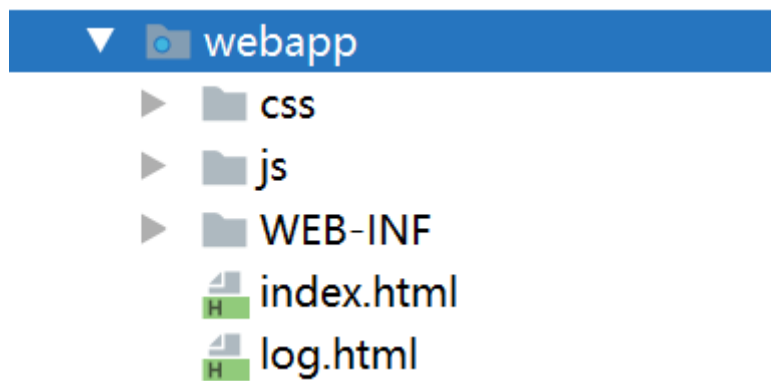 webapp
css
js
WEB-INF
H index.html
H log.html